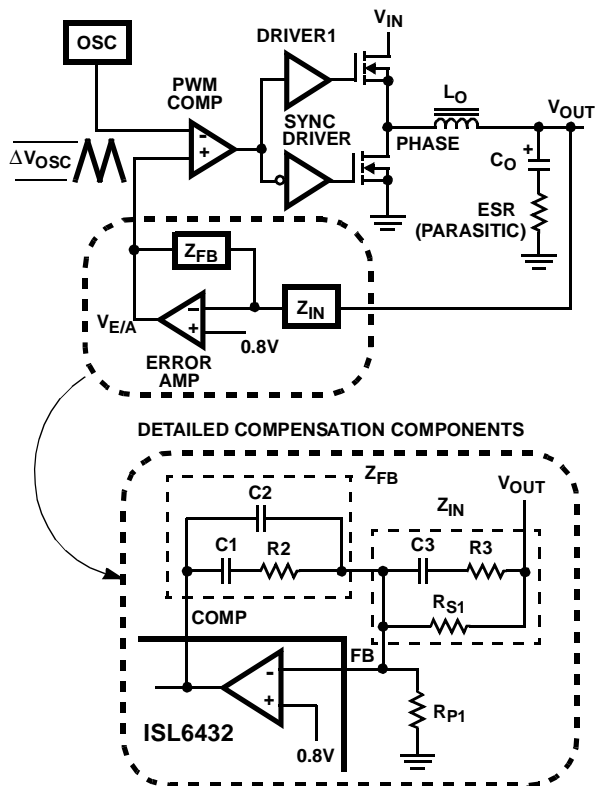 V_IN
DRIVER1
OSC
PWM
COMP
L_O
V_OUT
SYNC
DRIVER
-
+
PHASE
ΔV_OSC
C_O
+
ESR
(PARASITIC)
Z_FB
Z_IN
V_E/A
-
+
0.8V
ERROR
AMP
DETAILED COMPENSATION COMPONENTS
Z_FB
V_OUT
C2
Z_IN
C1
R2
C3
R3
R_S1
COMP
FB
-
+
R_P1
ISL6432
0.8V